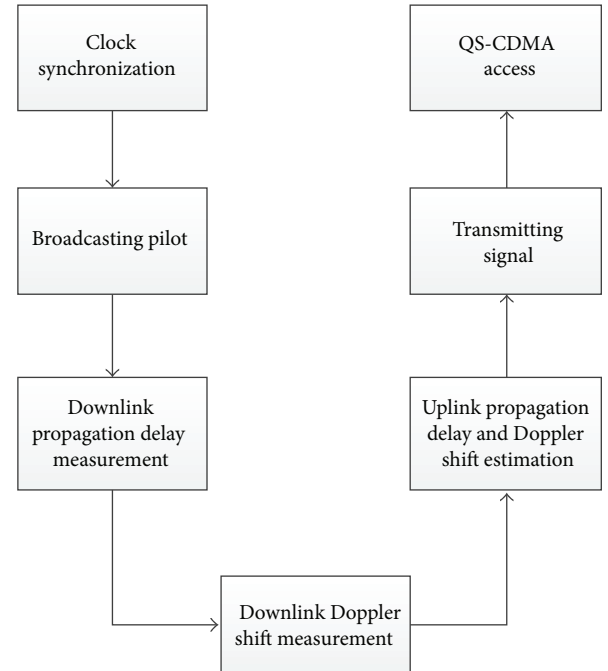 Clock
synchronization
Broadcasting pilot
Downlink
propagation delay
measurement
Downlink Doppler
shift measurement
Uplink propagation
delay and Doppler
shift estimation
Transmitting
signal
QS-CDMA
access